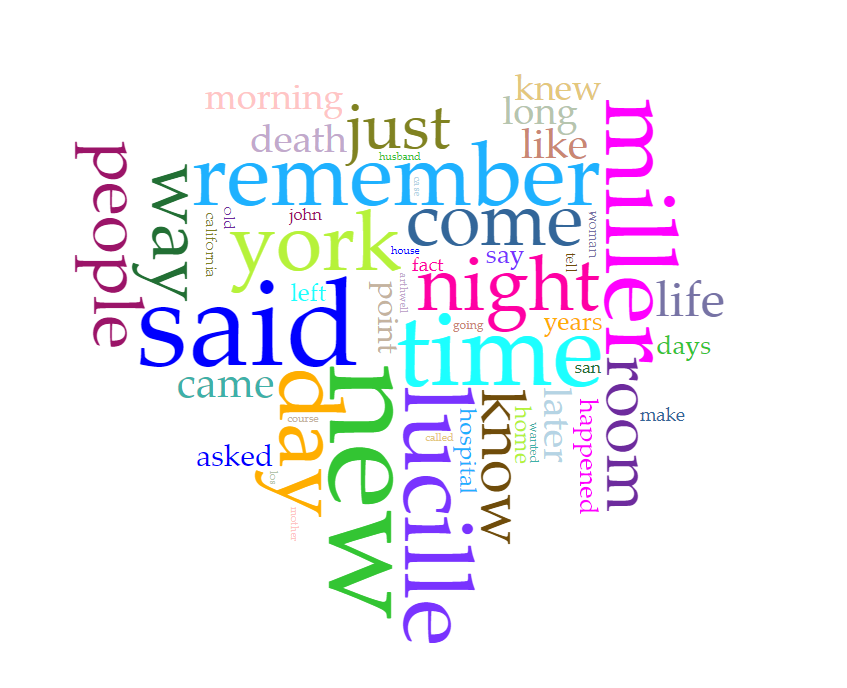 morning
knew
long
just
death
like
husband
remember
miller
people
way
case
old
john
california
york
come
woman
house
say
tell
fact
night
arthwell
left
point
life
said
going
years
time
days
san
room
came
day
new
lucille
know
later
happened
make
course
home
hospital
wanted
called
asked
los
mother